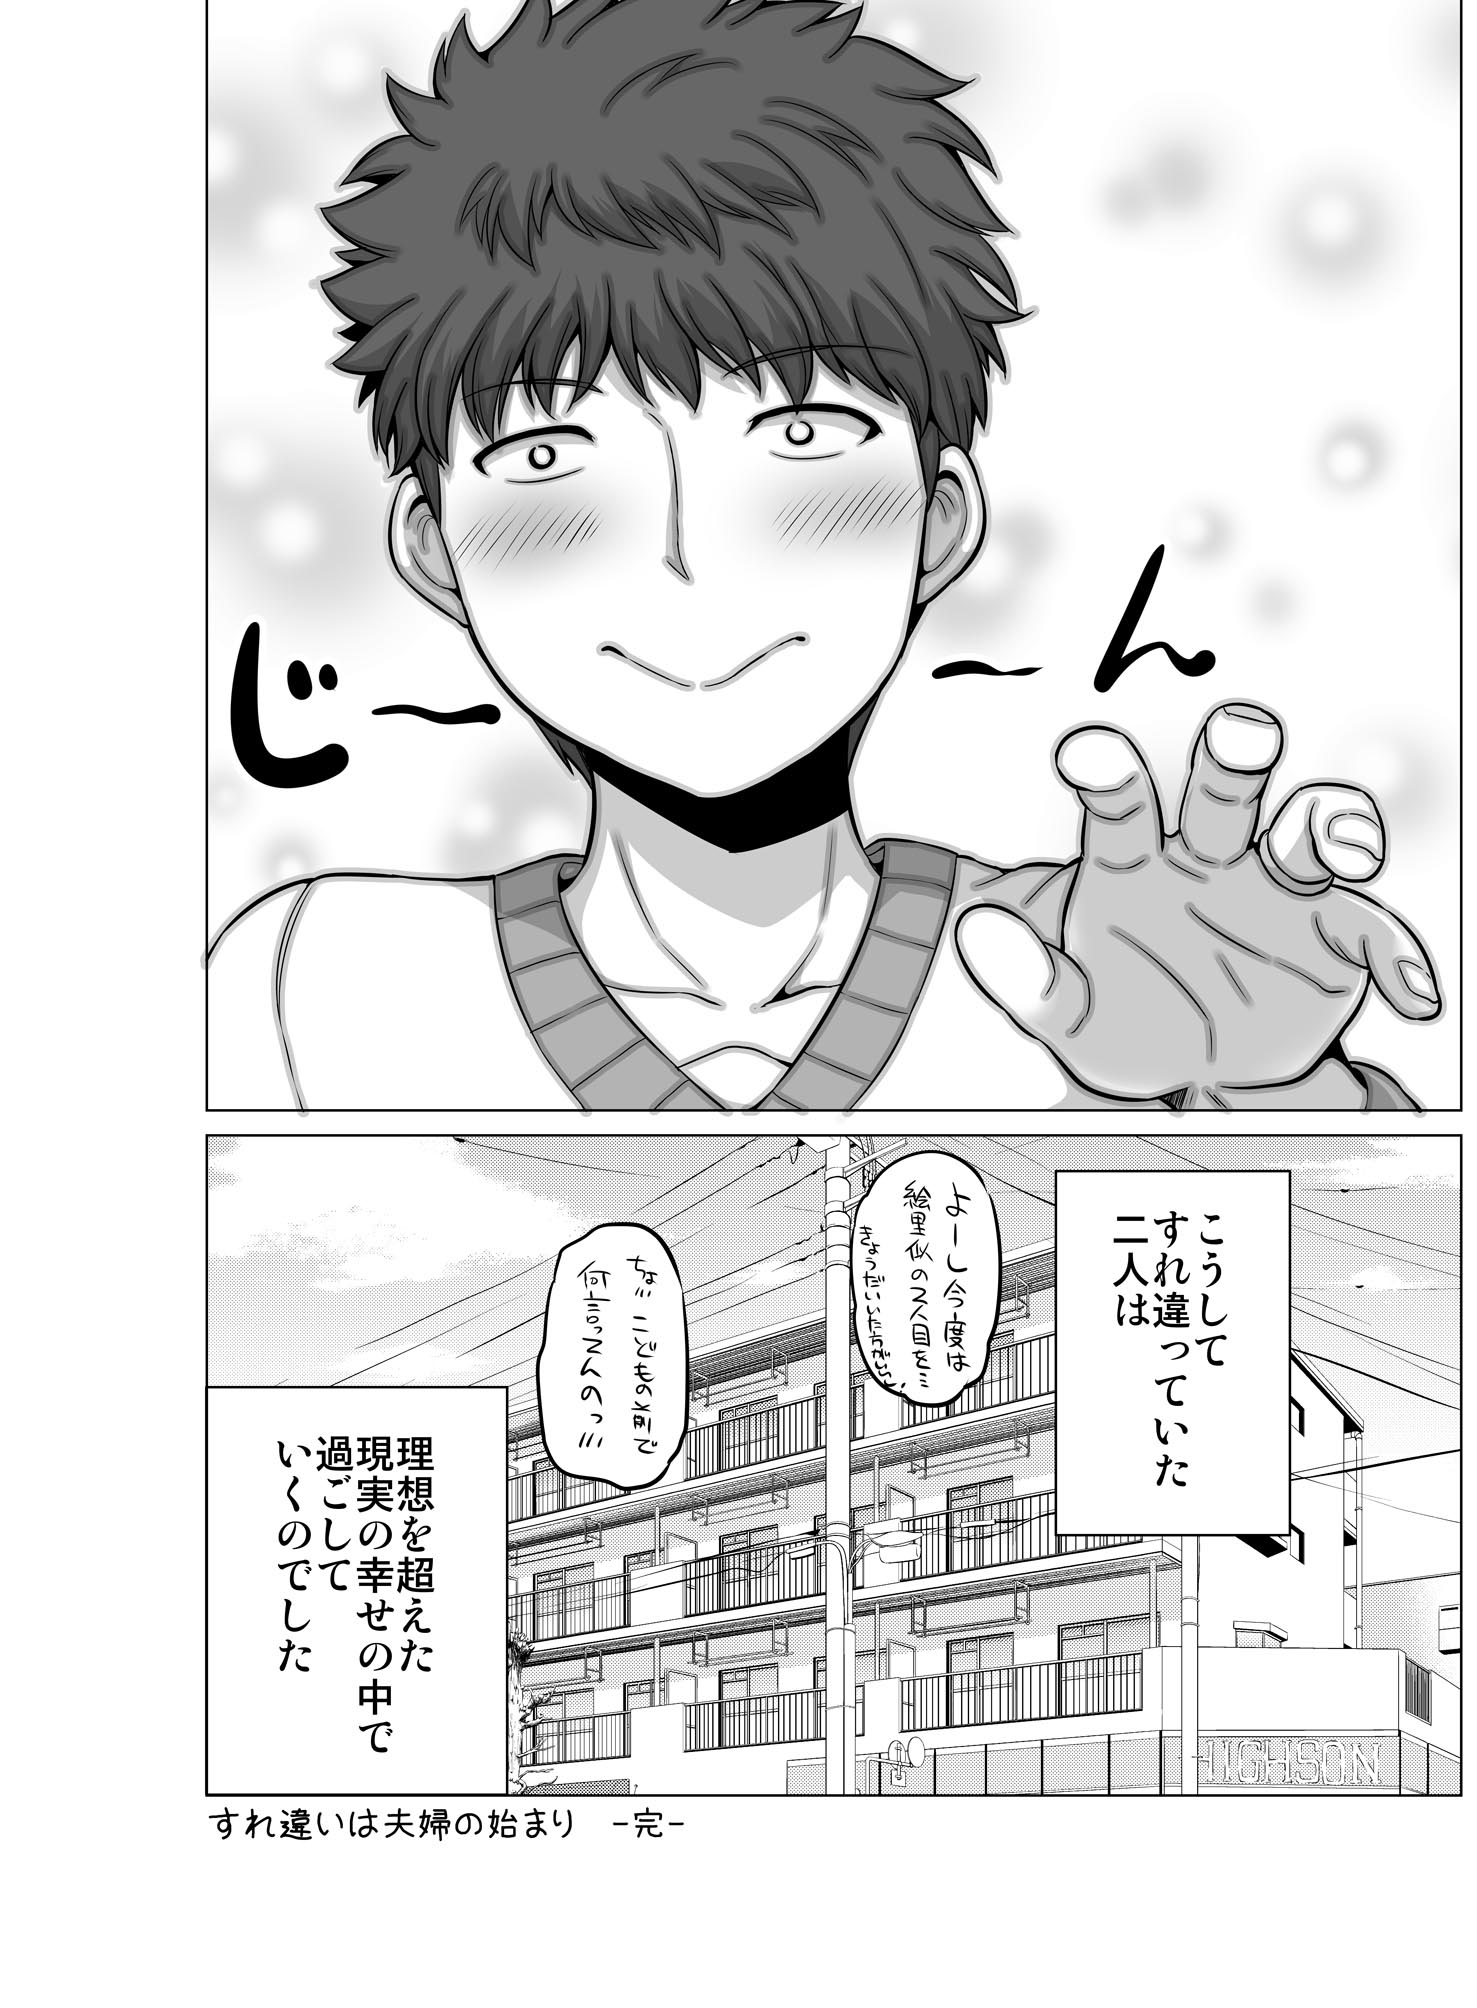 じ〜〜ん
こうして
すれ違っていた
二人は
よーし今度は
絵里似の2人目を…
きょうだいいた方がいいし!
ちょ… こどもの前で
何言ってんのっ…
理想を超えた
現実の幸せの中で
過ごして
いくのでした
HIGHSON
すれ違いは夫婦の始まり　-完-